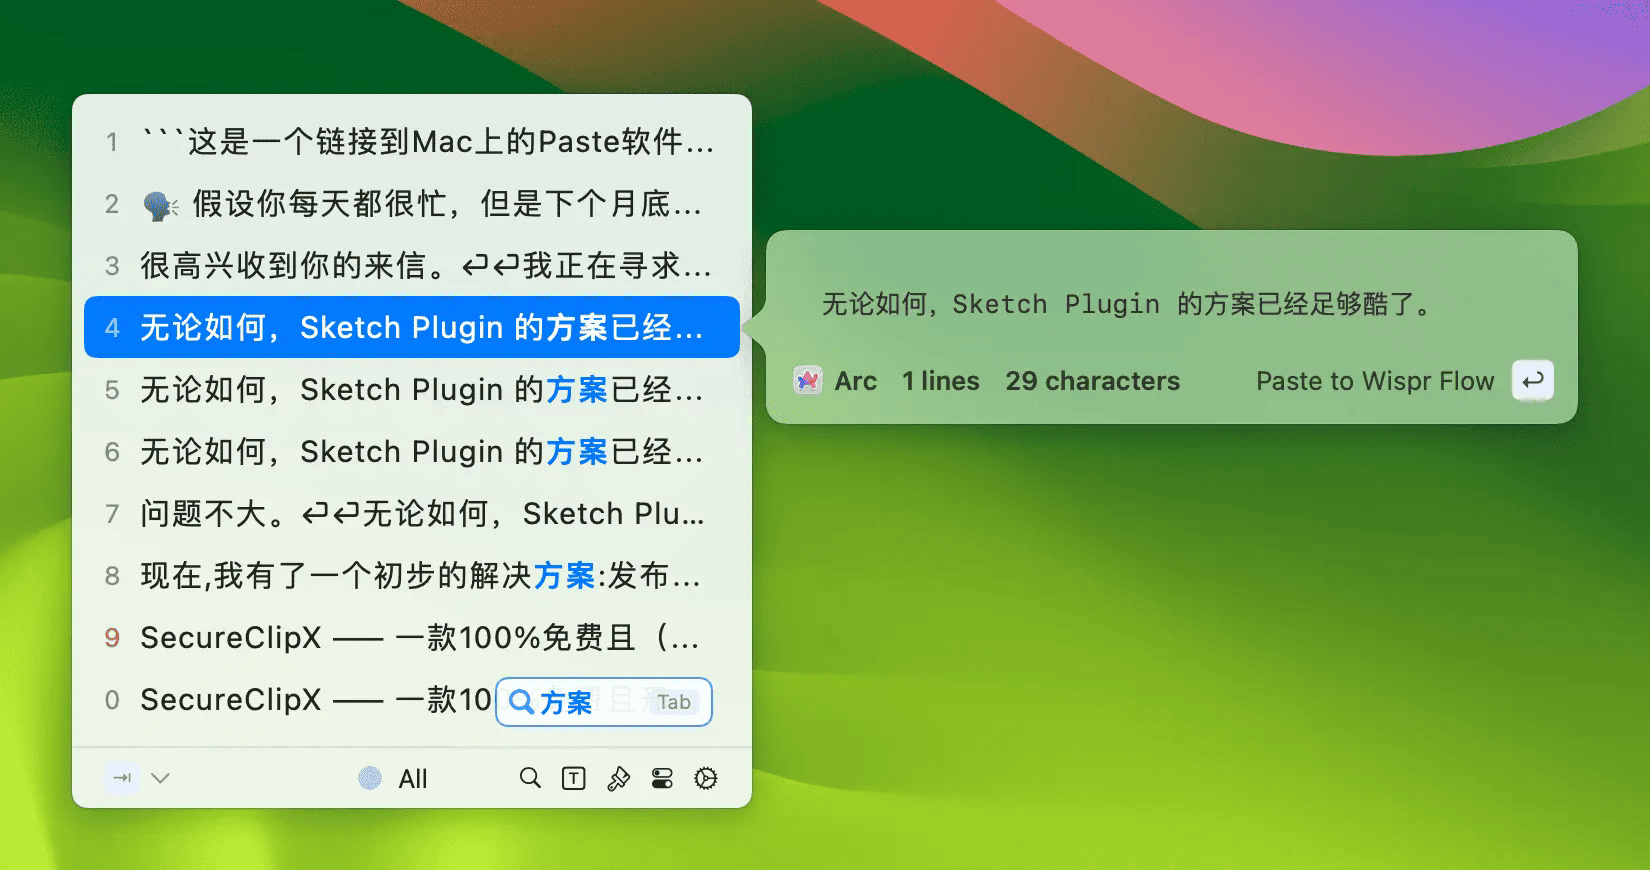 1 ```这是一个链接到Mac上的Paste软件...
2 🗣️ 假设你每天都很忙，但是下个月底...
3 很高兴收到你的来信。↩↩我正在寻求...
4 无论如何，Sketch Plugin 的方案已经...
5 无论如何，Sketch Plugin 的方案已经...
6 无论如何，Sketch Plugin 的方案已经...
7 问题不大。↩↩无论如何，Sketch Plu...
8 现在,我有了一个初步的解决方案:发布...
9 SecureClipX —— 一款100%免费且（...
0 SecureClipX —— 一款10
方案 Tab
All
无论如何，Sketch Plugin 的方案已经足够酷了。
Arc 1 lines 29 characters Paste to Wispr Flow ↩